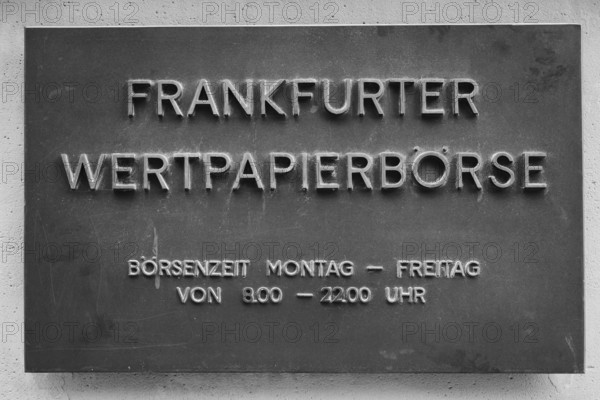 FRANKFURTER
WERTPAPIERBÖRSE
BÖRSENZEIT MONTAG – FREITAG
VON 8.00 – 22.00 UHR